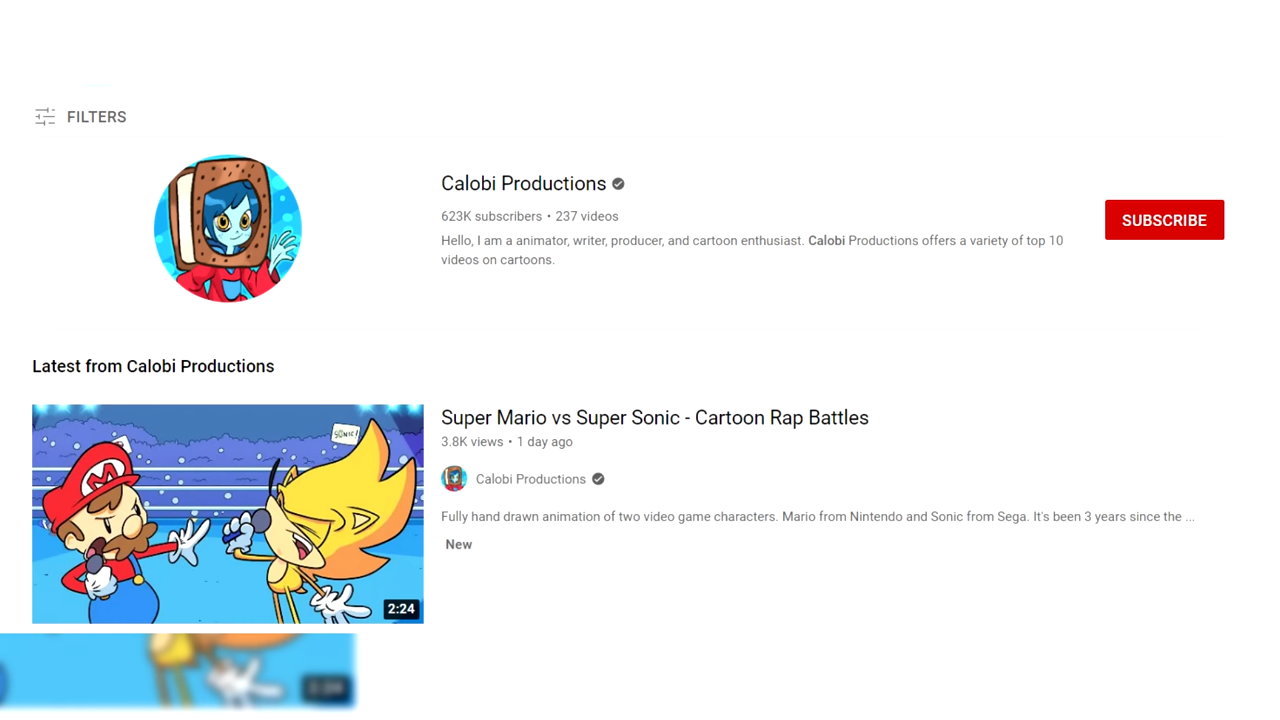 FILTERS
Calobi Productions
623K subscribers • 237 videos
SUBSCRIBE
Hello, I am a animator, writer, producer, and cartoon enthusiast. Calobi Productions offers a variety of top 10
videos on cartoons.
Latest from Calobi Productions
Super Mario vs Super Sonic - Cartoon Rap Battles
3.8K views • 1 day ago
Calobi Productions
Fully hand drawn animation of two video game characters. Mario from Nintendo and Sonic from Sega. It's been 3 years since the ...
New
SONIC!
M
2:24
2:24